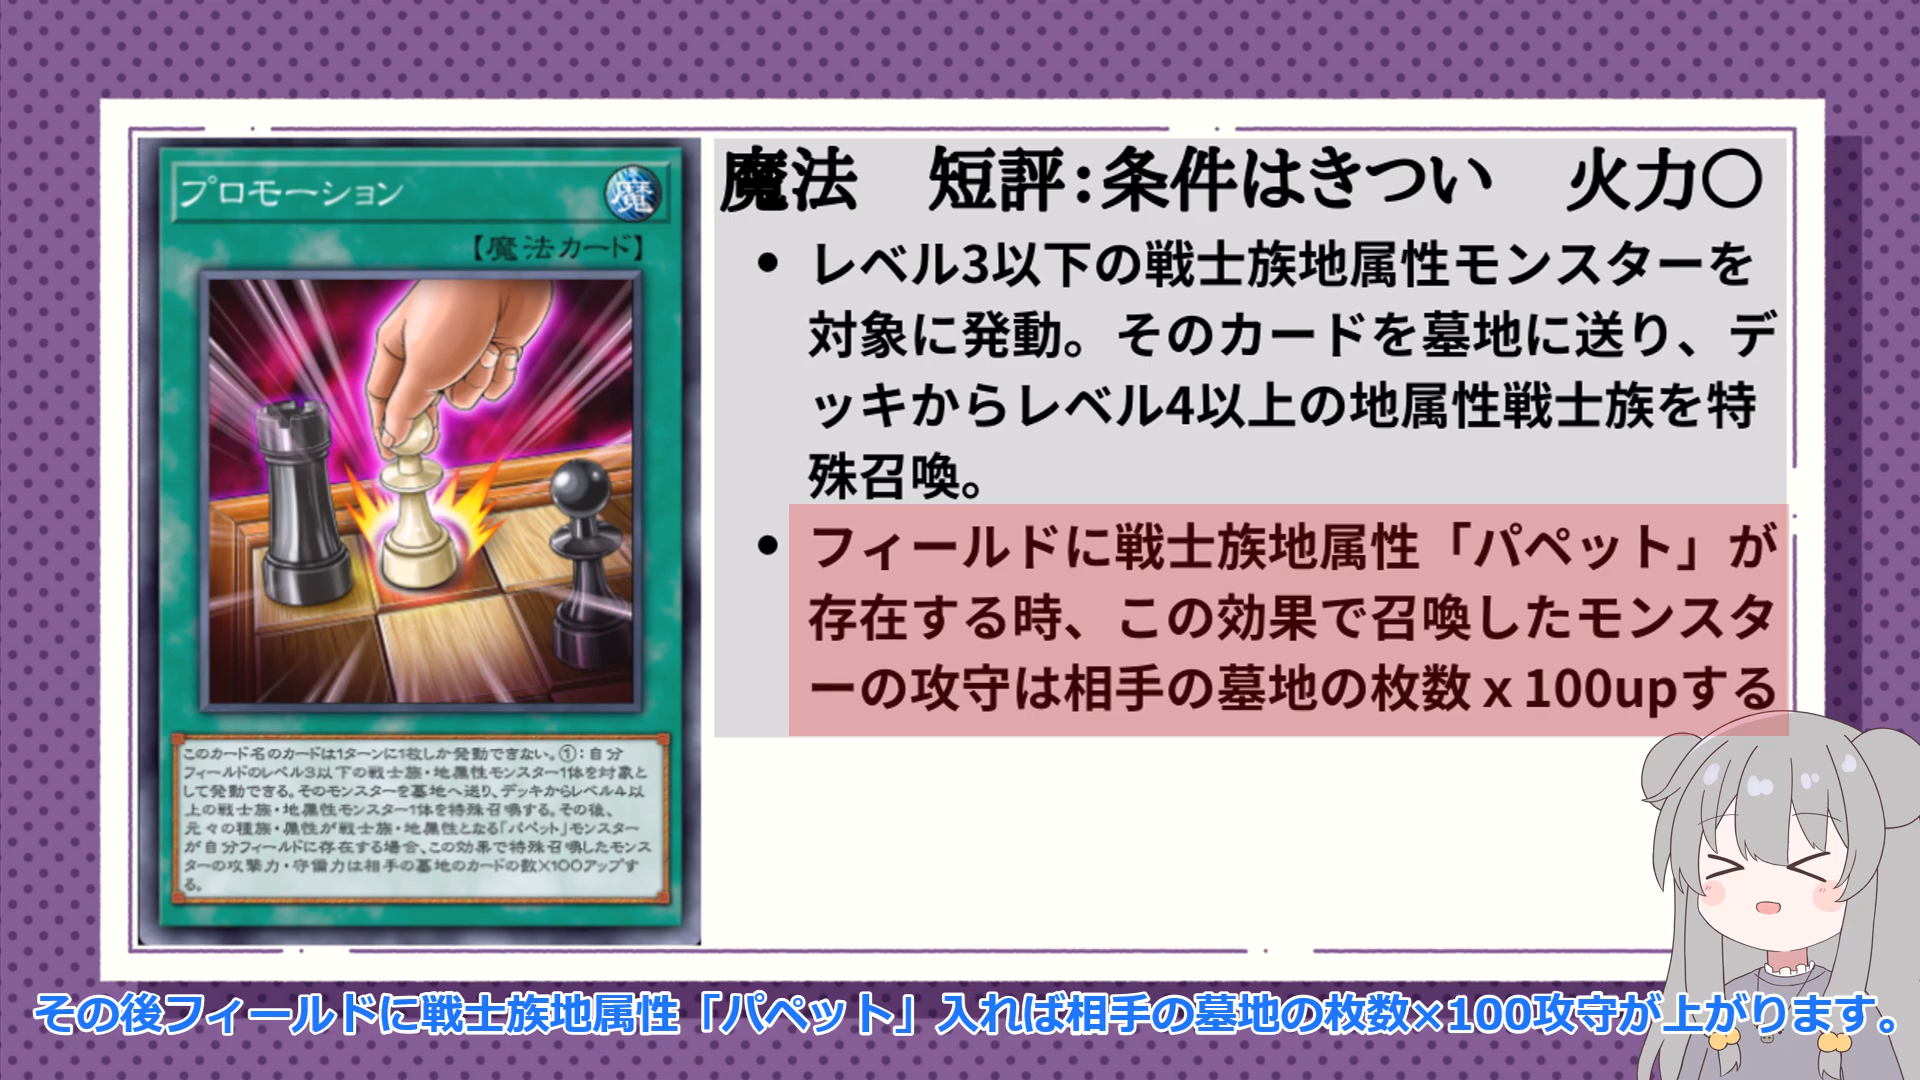 プロモーション
魔
【魔法カード】
このカード名のカードは1ターンに1枚しか発動できない。①：自分
フィールドのレベル3以下の戦士族・地属性モンスター1体を対象と
して発動できる。そのモンスターを墓地へ送り、デッキからレベル4以
上の戦士族・地属性モンスター1体を特殊召喚する。その後、
元々の種族・属性が戦士族・地属性となる「パペット」モンスター
が自分フィールドに存在する場合、この効果で特殊召喚したモンス
ターの攻撃力・守備力は相手の墓地のカードの数×100アップす
る。
魔法　短評：条件はきつい　火力〇
• レベル3以下の戦士族地属性モンスターを
対象に発動。そのカードを墓地に送り、デ
ッキからレベル4以上の地属性戦士族を特
殊召喚。
• フィールドに戦士族地属性「パペット」が
存在する時、この効果で召喚したモンスタ
ーの攻守は相手の墓地の枚数 x 100upする
その後フィールドに戦士族地属性「パペット」入れば相手の墓地の枚数×100攻守が上がります。